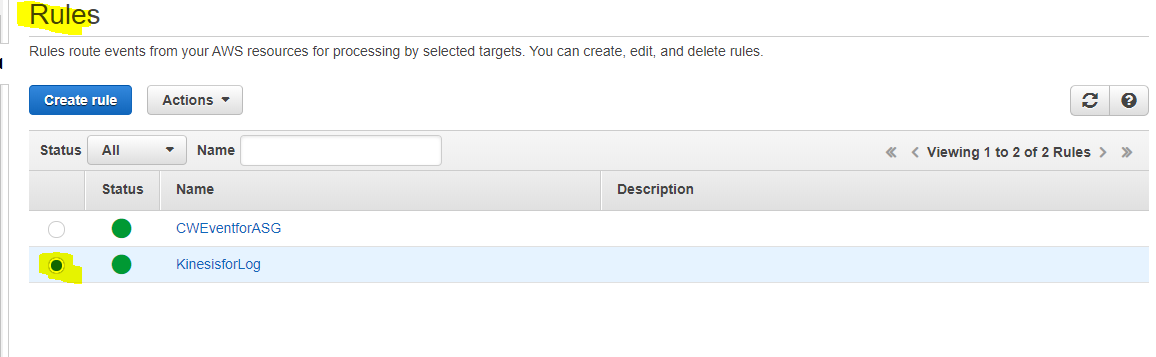 Rules
Rules route events from your AWS resources for processing by selected targets. You can create, edit, and delete rules.
Create rule Actions
Status All Name « < Viewing 1 to 2 of 2 Rules > »
Status Name Description
CWEventforASG
KinesisforLog